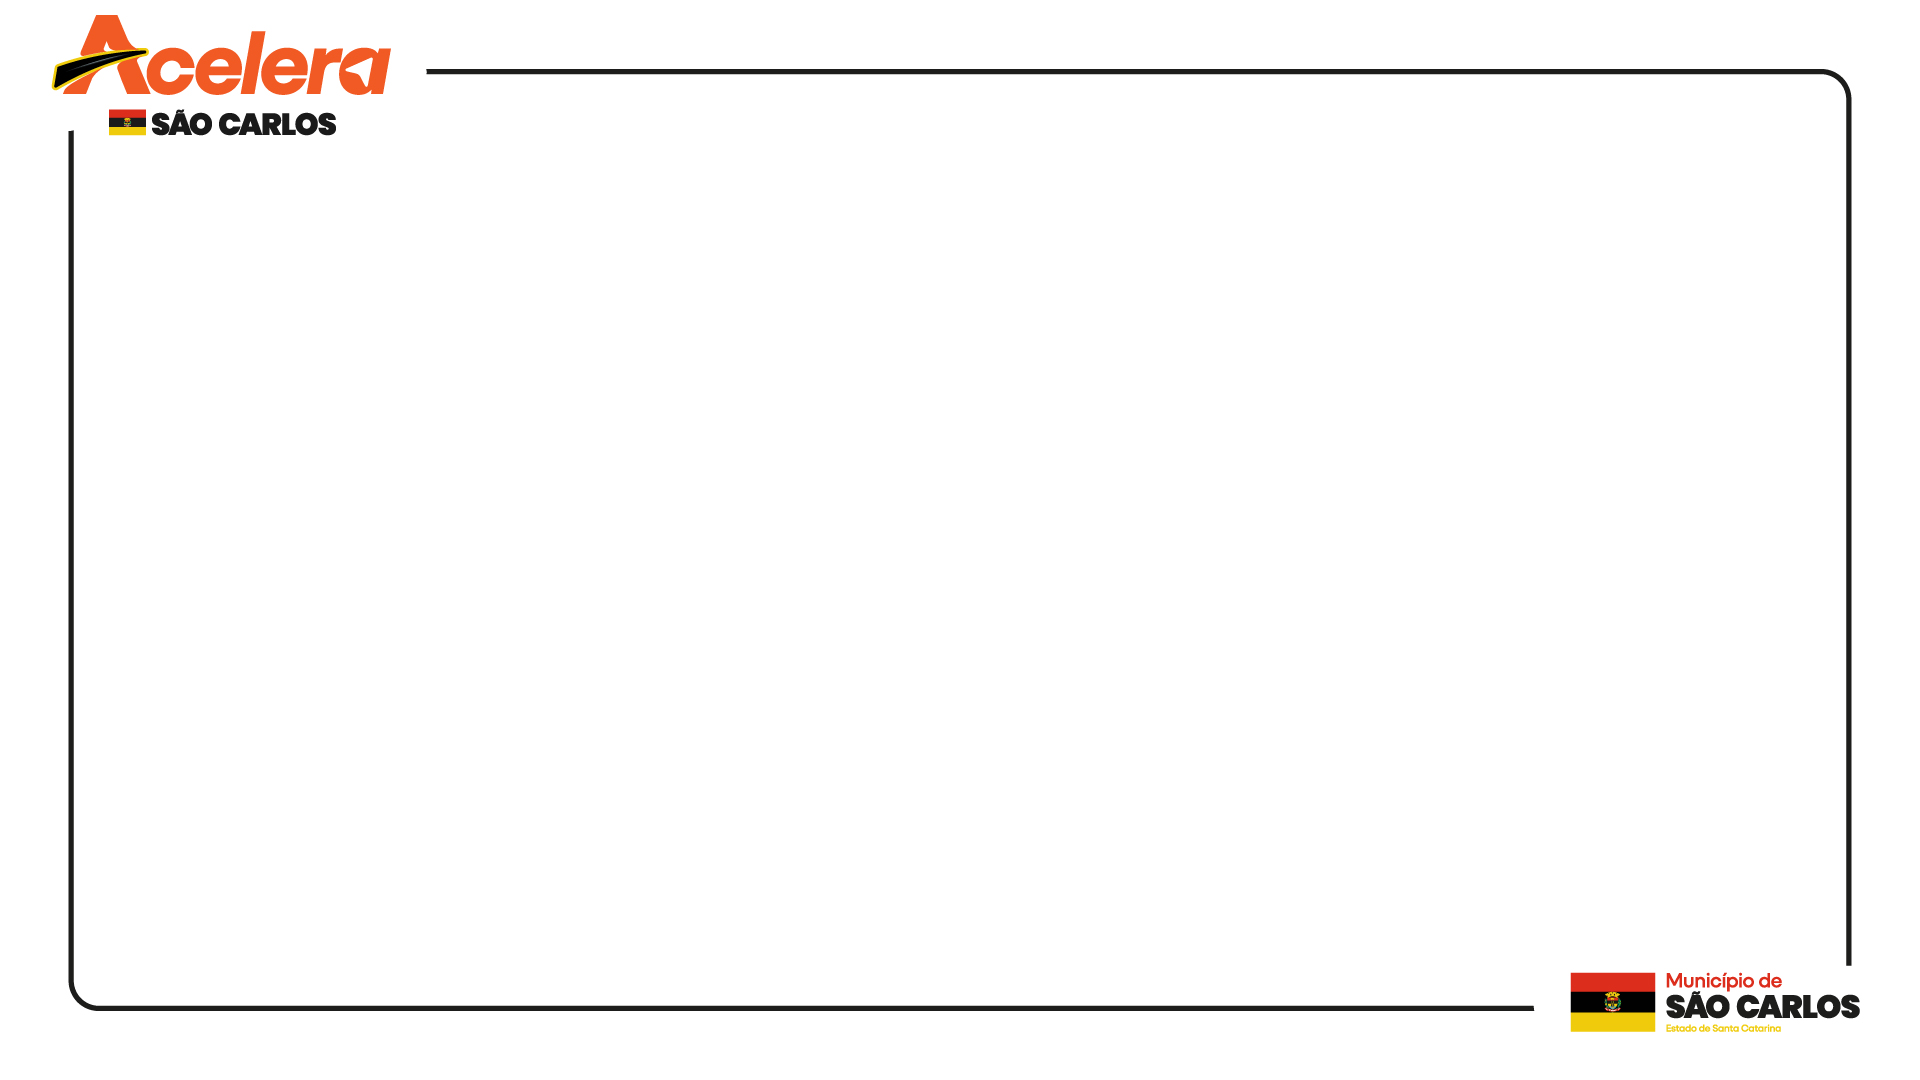 Acelera
SÃO CARLOS
Município de
SÃO CARLOS
Estado de Santa Catarina